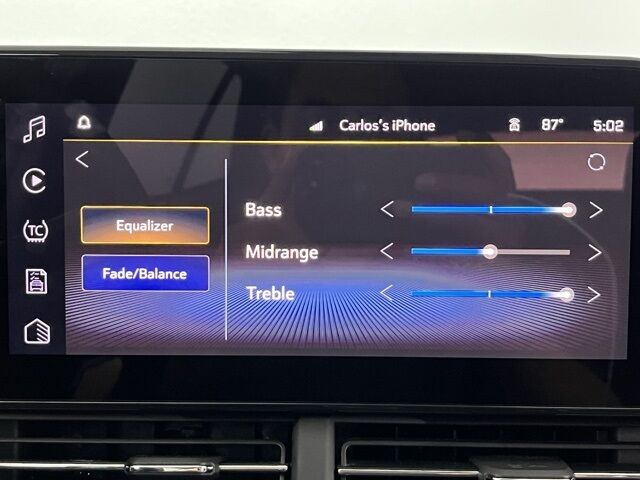 Carlos's iPhone 87° 5:02
TC
Equalizer
Fade/Balance
Bass
Midrange
Treble